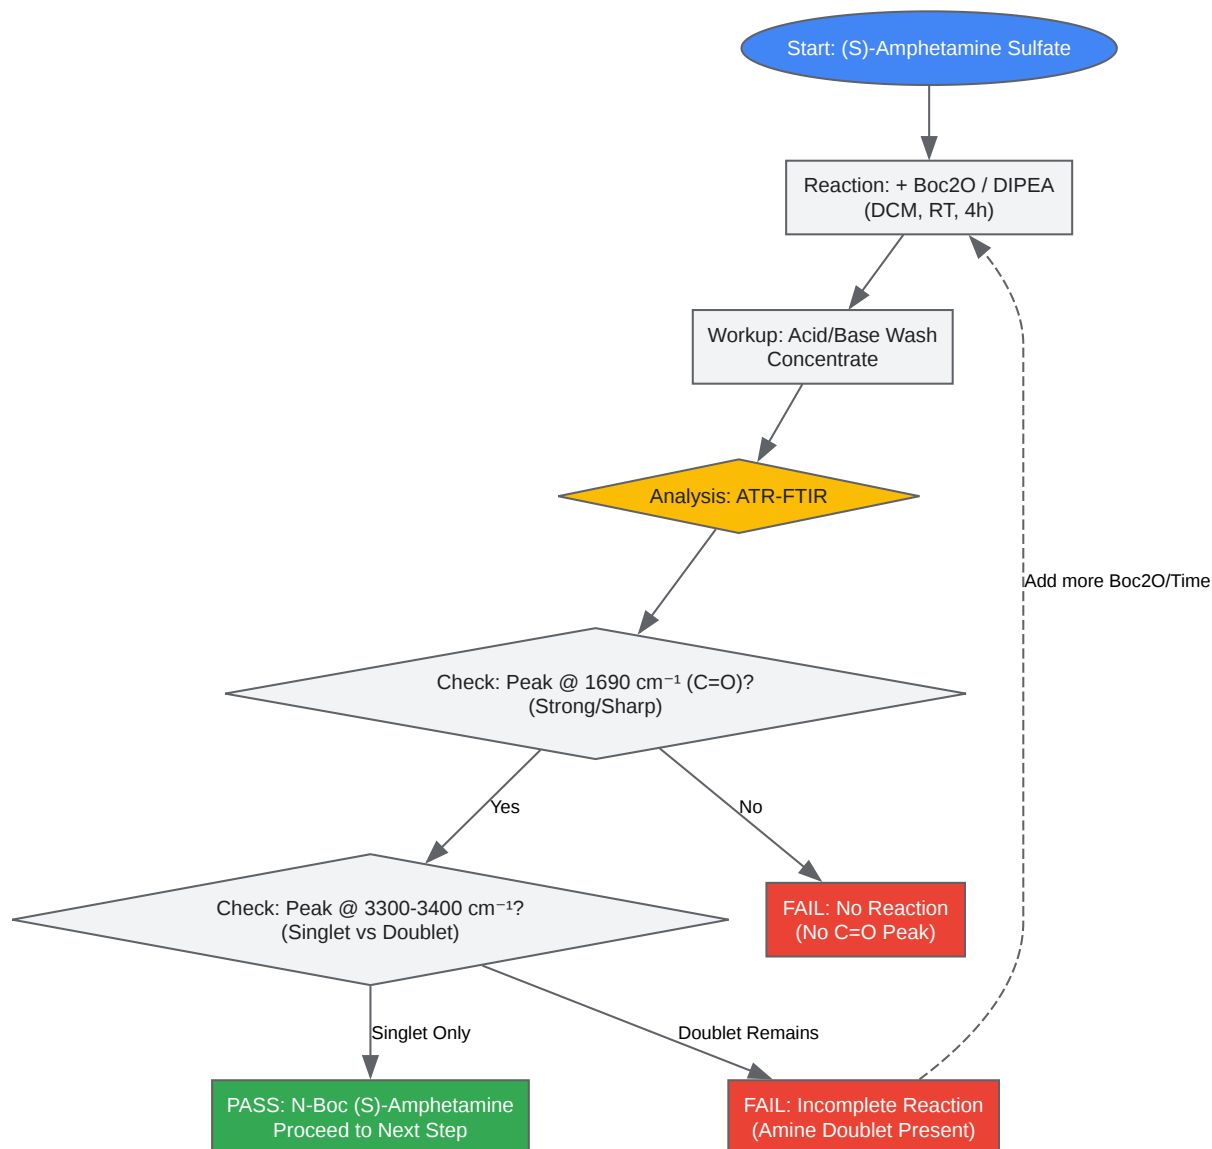 Start: (S)-Amphetamine Sulfate
Reaction: + Boc2O / DIPEA
(DCM, RT, 4h)
Workup: Acid/Base Wash
Concentrate
Analysis: ATR-FTIR
Add more Boc2O/Time
Check: Peak @ 1690 cm⁻¹ (C=O)?
(Strong/Sharp)
Yes
No
Check: Peak @ 3300-3400 cm⁻¹?
(Singlet vs Doublet)
FAIL: No Reaction
(No C=O Peak)
Singlet Only
Doublet Remains
PASS: N-Boc (S)-Amphetamine
Proceed to Next Step
FAIL: Incomplete Reaction
(Amine Doublet Present)